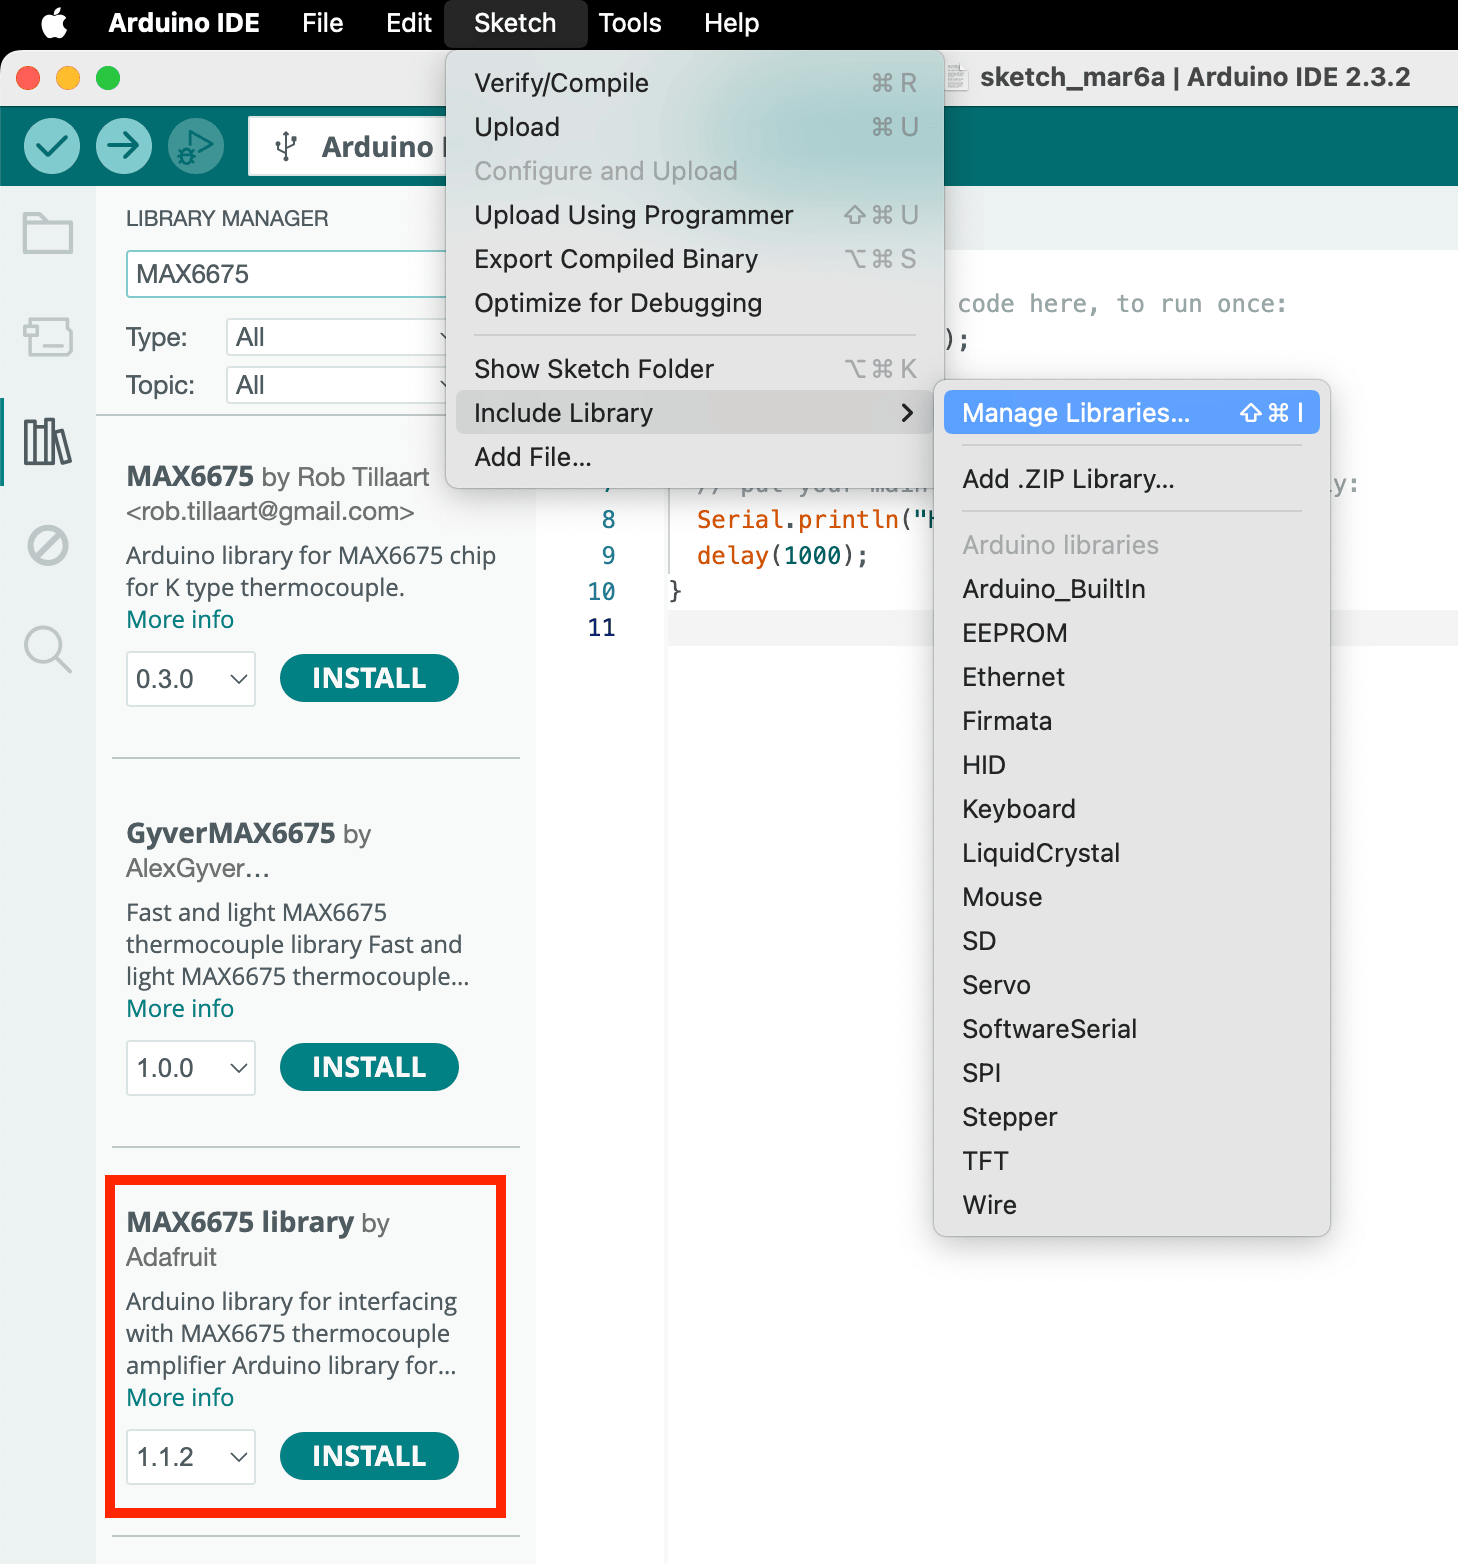 Arduino IDE File Edit Sketch Tools Help
sketch_mar6a | Arduino IDE 2.3.2
Arduino
Verify/Compile ⌘ R
Upload ⌘ U
Configure and Upload
Upload Using Programmer ⇧ ⌘ U
Export Compiled Binary ⌥ ⌘ S
Optimize for Debugging
Show Sketch Folder ⌥ ⌘ K
Include Library
Add File...
Manage Libraries... ⇧ ⌘ I
Add .ZIP Library...
Arduino libraries
Arduino_BuiltIn
EEPROM
Ethernet
Firmata
HID
Keyboard
LiquidCrystal
Mouse
SD
Servo
SoftwareSerial
SPI
Stepper
TFT
Wire
LIBRARY MANAGER
MAX6675
Type: All
Topic: All
MAX6675 by Rob Tillaart
<rob.tillaart@gmail.com>
Arduino library for MAX6675 chip
for K type thermocouple.
More info
0.3.0 INSTALL
GyverMAX6675 by
AlexGyver…
Fast and light MAX6675
thermocouple library Fast and
light MAX6675 thermocouple...
More info
1.0.0 INSTALL
MAX6675 library by
Adafruit
Arduino library for interfacing
with MAX6675 thermocouple
amplifier Arduino library for...
More info
1.1.2 INSTALL
code here, to run once:
);
// put your main
8 Serial.println("
9 delay(1000);
10 }
11